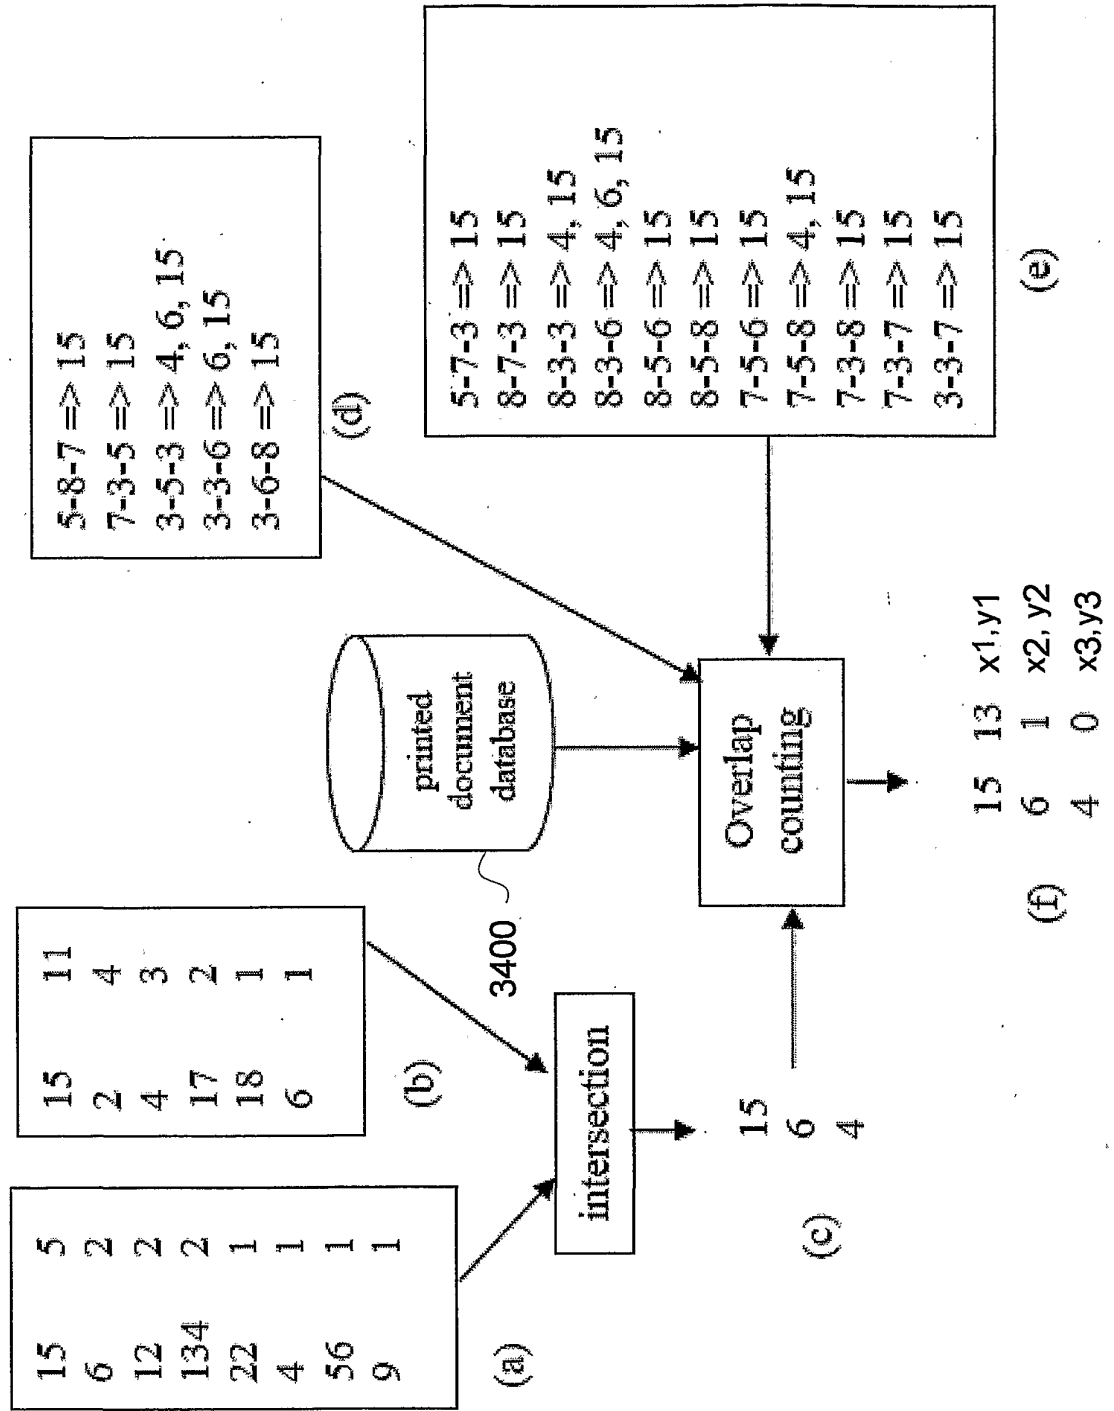 15 5
6 2
12 2
134 2
22 1
4 1
56 1
9 1
(a)
15 11
2 4
4 3
17 2
18 1
6 1
(b)
intersection
15
6
4
(c)
3400
printed
document
database
5-8-7 => 15
7-3-5 => 15
3-5-3 => 4, 6, 15
3-3-6 => 6, 15
3-6-8 => 15
(d)
5-7-3 => 15
8-7-3 => 15
8-3-3 => 4, 15
8-3-6 => 4, 6, 15
8-5-6 => 15
8-5-8 => 15
7-5-6 => 15
7-5-8 => 4, 15
7-3-8 => 15
7-3-7 => 15
3-3-7 => 15
(e)
Overlap
counting
15 13 x1,y1
6 1 x2, y2
4 0 x3,y3
(f)